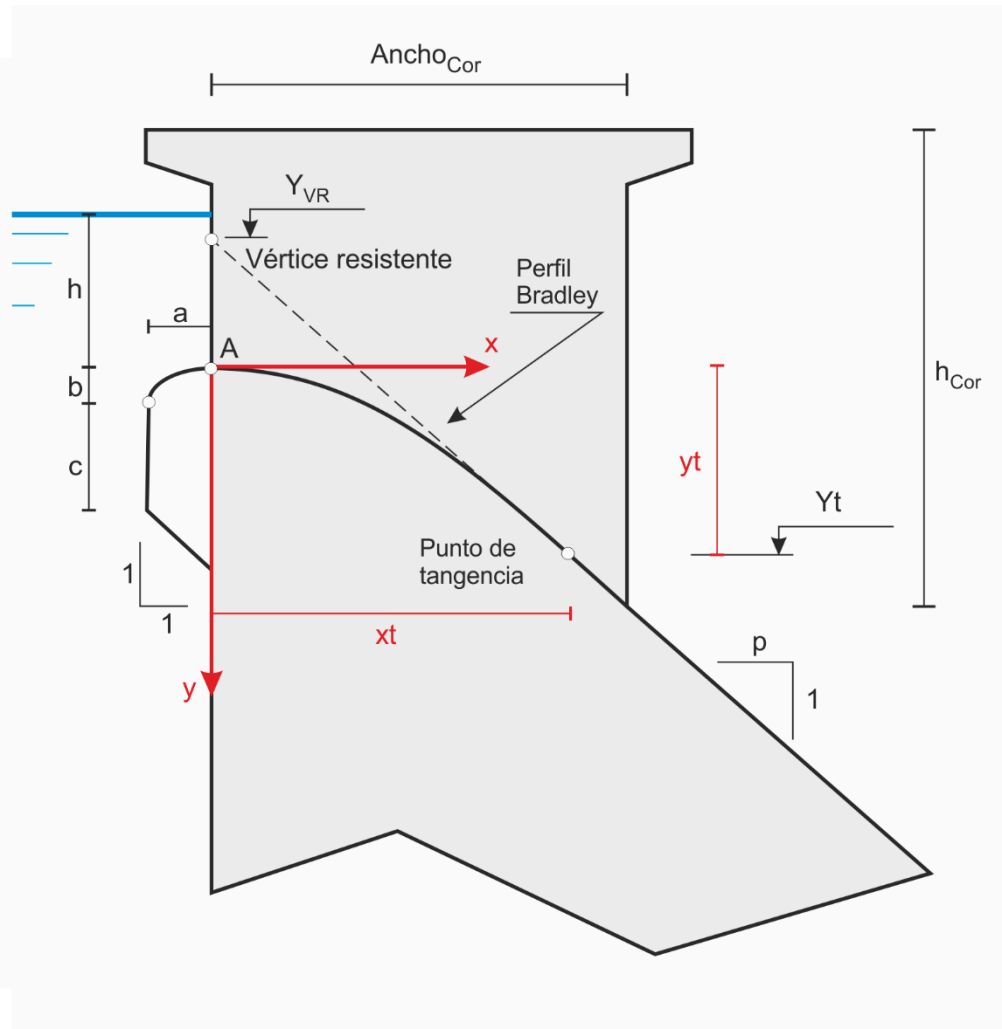 Ancho_Cor
Y_VR
Vértice resistente
Perfil
Bradley
h
a
A
x
b
h_Cor
c
yt
Yt
Punto de
tangencia
1
1
xt
p
y
1